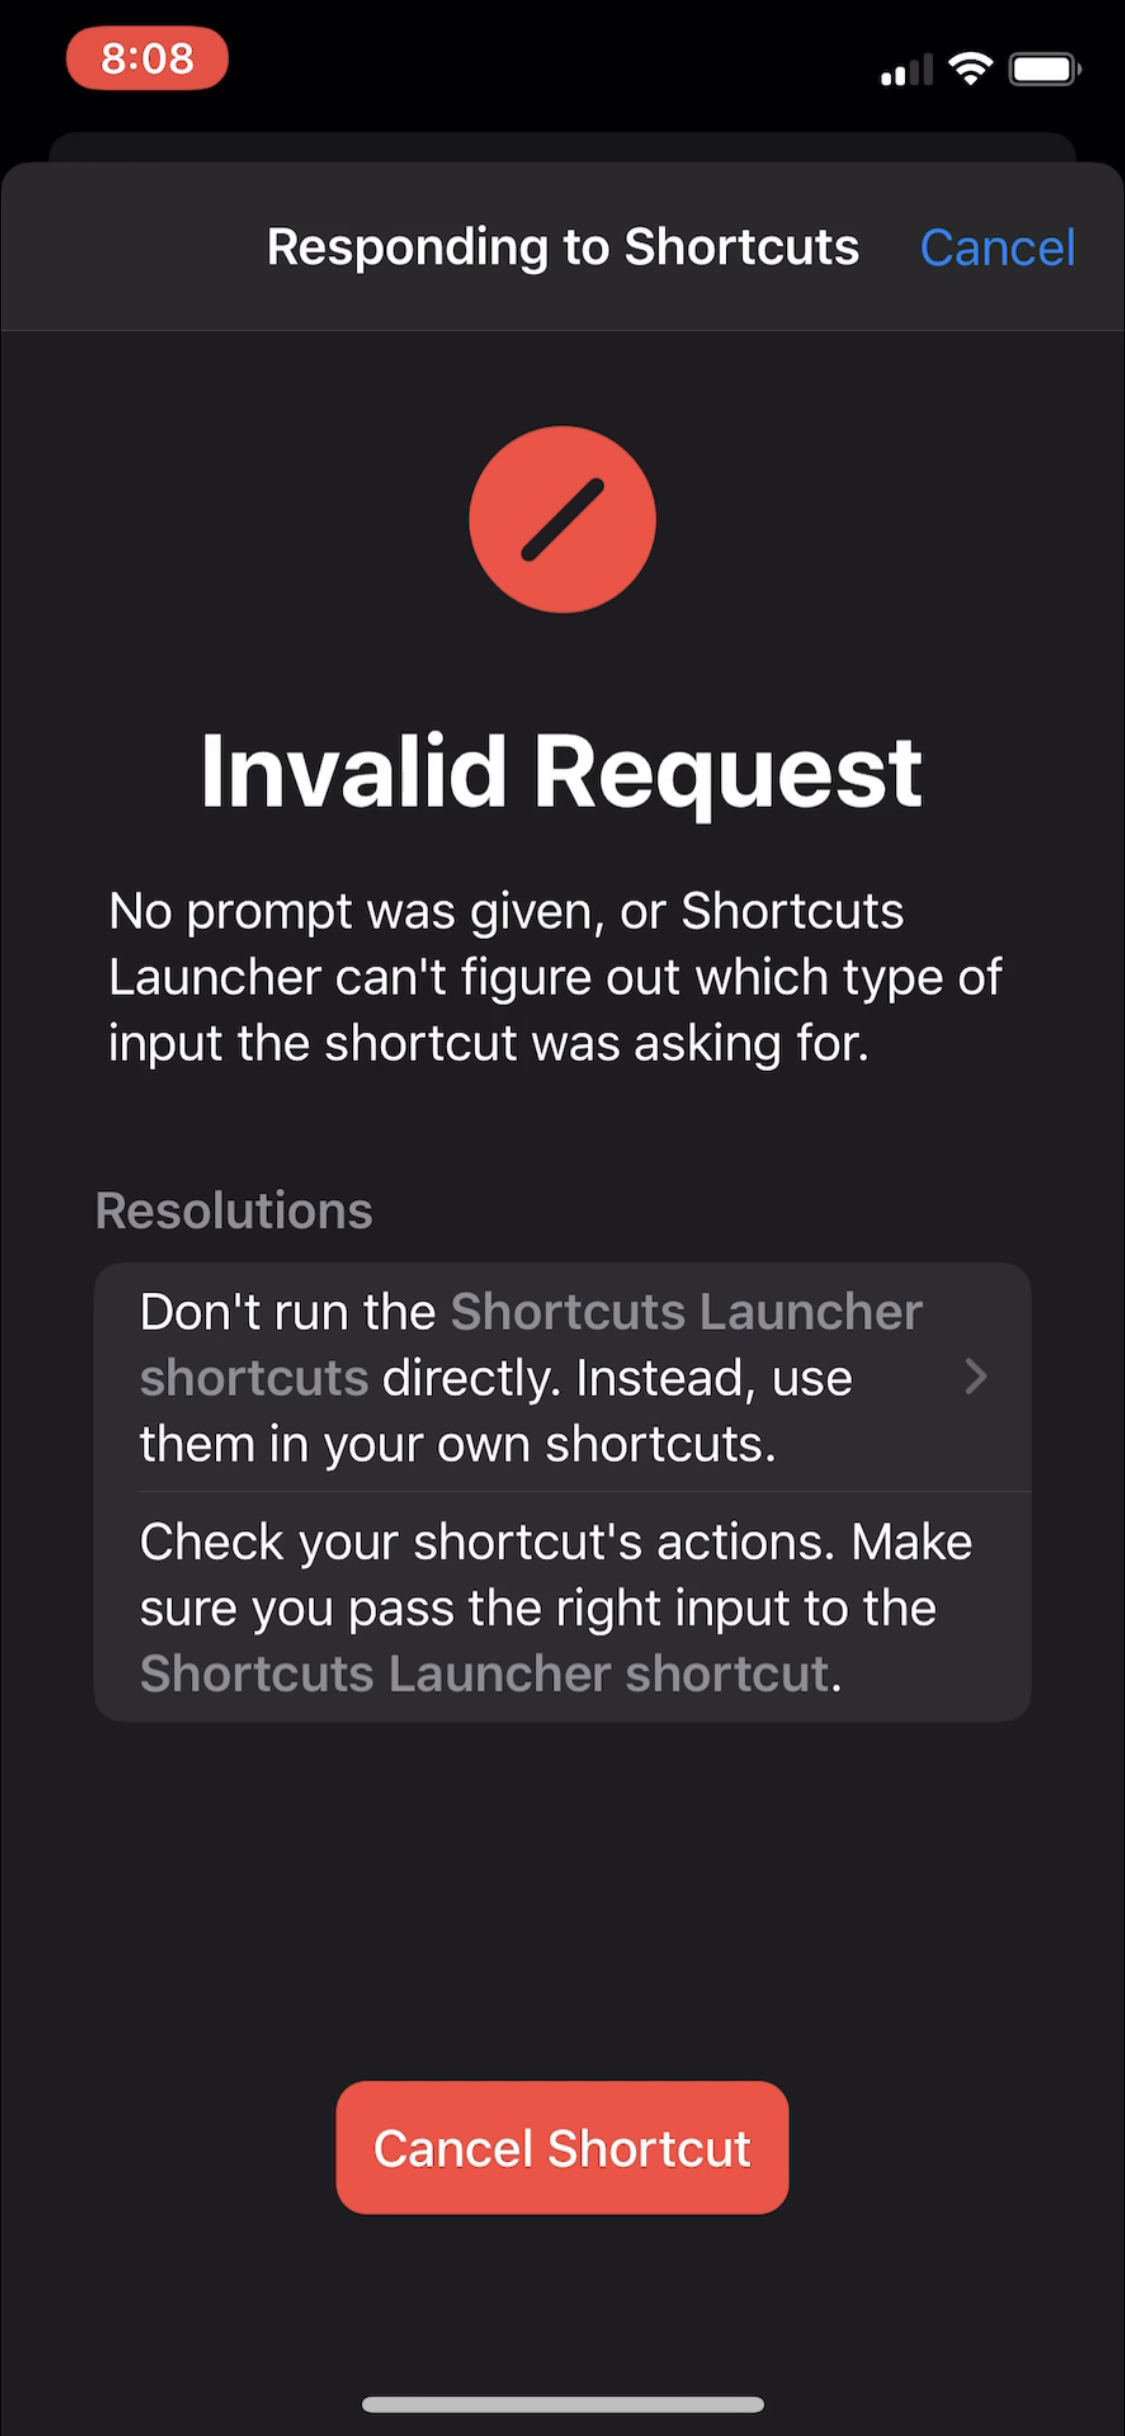 8:08
Responding to Shortcuts
Cancel
Invalid Request
No prompt was given, or Shortcuts
Launcher can't figure out which type of
input the shortcut was asking for.
Resolutions
Don't run the Shortcuts Launcher
shortcuts directly. Instead, use
them in your own shortcuts.
Check your shortcut's actions. Make
sure you pass the right input to the
Shortcuts Launcher shortcut.
Cancel Shortcut